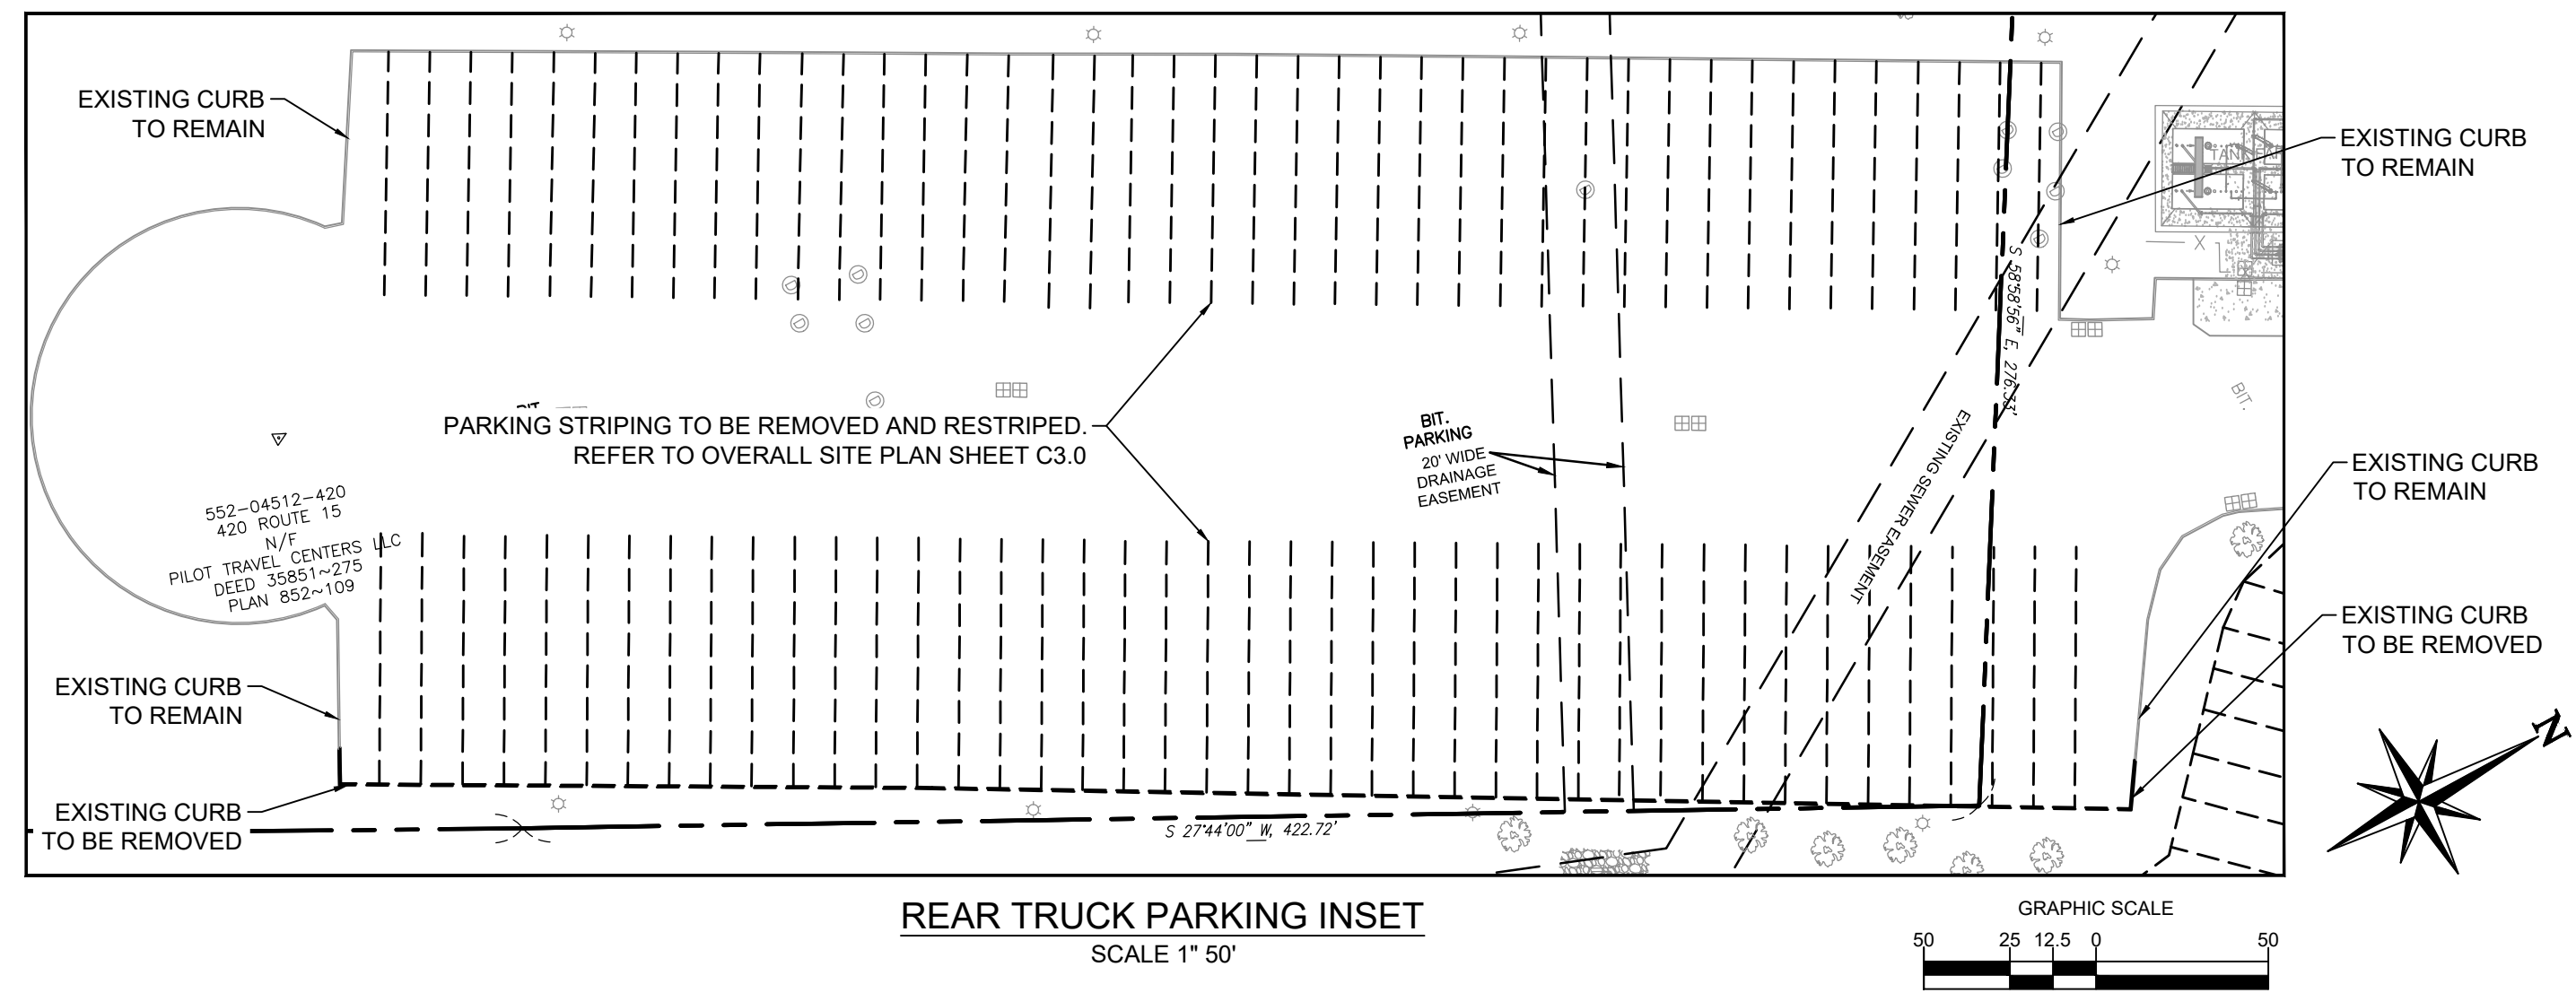 EXISTING CURB
TO REMAIN
EXISTING CURB
TO REMAIN
S 58°58'56" E, 276.33'
X
BIT.
PARKING STRIPING TO BE REMOVED AND RESTRIPED.
REFER TO OVERALL SITE PLAN SHEET C3.0
BIT.
PARKING
20' WIDE
DRAINAGE
EASEMENT
EXISTING SEWER EASEMENT
BIT.
EXISTING CURB
TO REMAIN
552-04512-420
420 ROUTE 15
N/F
PILOT TRAVEL CENTERS LLC
DEED 35851~275
PLAN 852~109
EXISTING CURB
TO BE REMOVED
EXISTING CURB
TO REMAIN
EXISTING CURB
TO BE REMOVED
S 27°44'00" W, 422.72'
N
REAR TRUCK PARKING INSET
SCALE 1" 50'
GRAPHIC SCALE
50 25 12.5 0 50